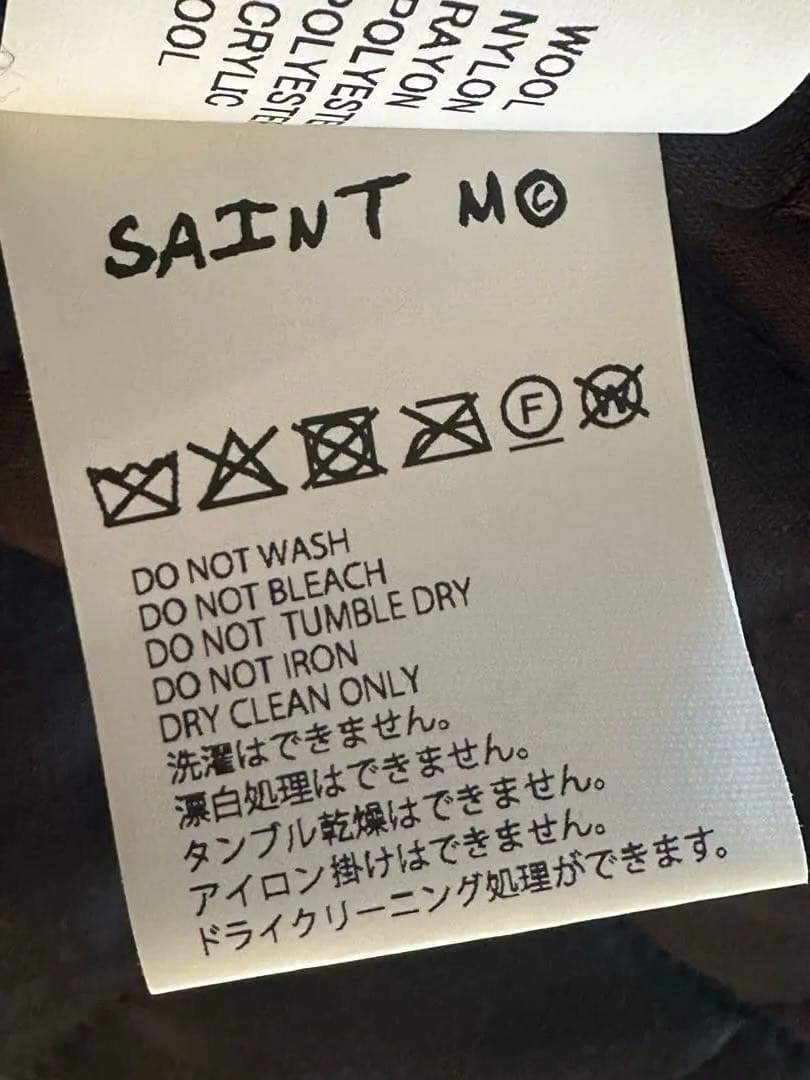 WOOL
NYLON
RAYON
POLYESTE
POLYESTE
CRYLIC
OOL
SAINT M©
F
W
DO NOT WASH
DO NOT BLEACH
DO NOT TUMBLE DRY
DO NOT IRON
DRY CLEAN ONLY
洗濯はできません。
漂白処理はできません。
タンブル乾燥はできません。
アイロン掛けはできません。
ドライクリーニング処理ができます。